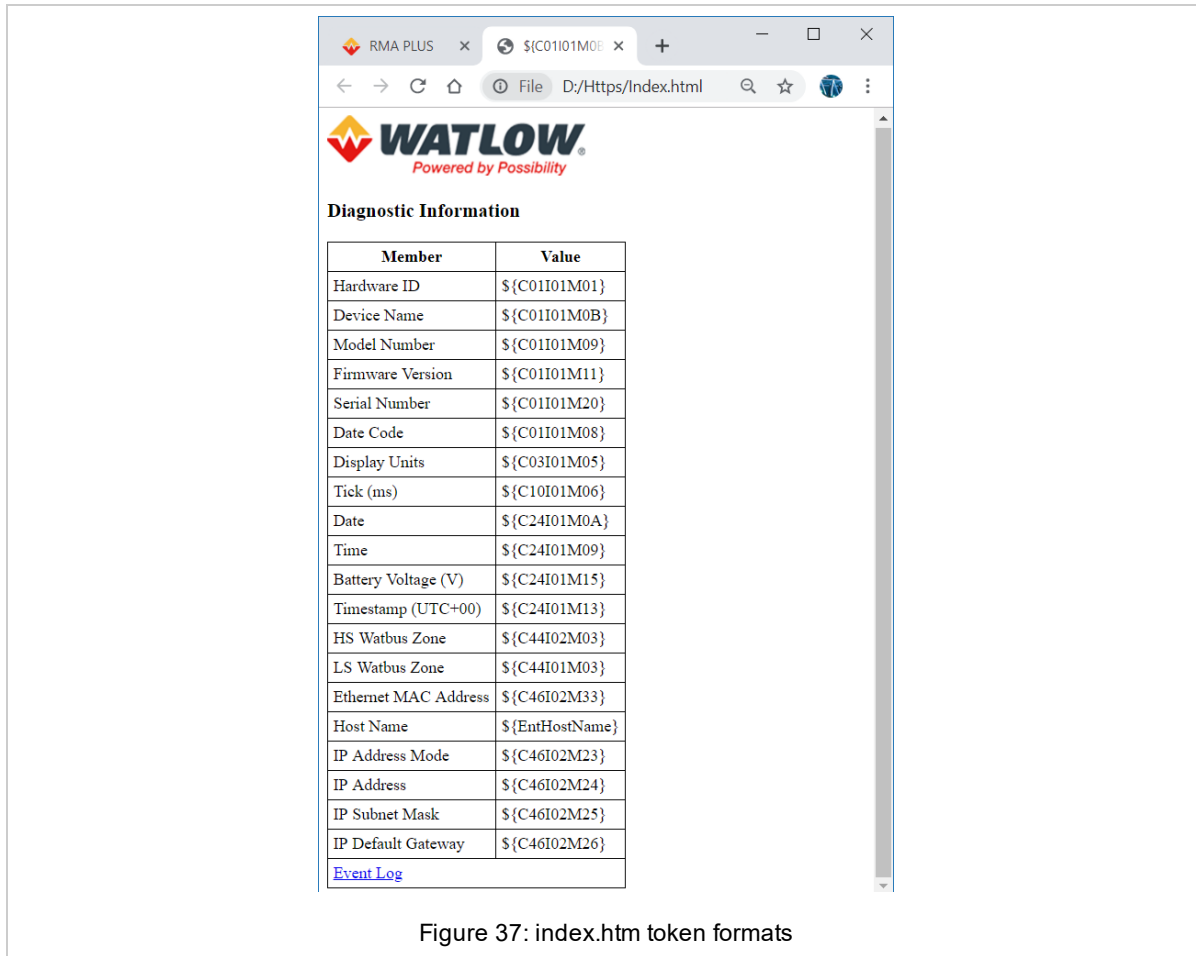 RMA PLUS
${C01I01M0B
File D:/Https/Index.html
WATLOW®
Powered by Possibility
Diagnostic Information
Member Value
Hardware ID ${C01I01M01}
Device Name ${C01I01M0B}
Model Number ${C01I01M09}
Firmware Version ${C01I01M11}
Serial Number ${C01I01M20}
Date Code ${C01I01M08}
Display Units ${C03I01M05}
Tick (ms) ${C10I01M06}
Date ${C24I01M0A}
Time ${C24I01M09}
Battery Voltage (V) ${C24I01M15}
Timestamp (UTC+00) ${C24I01M13}
HS Watbus Zone ${C44I02M03}
LS Watbus Zone ${C44I01M03}
Ethernet MAC Address ${C46I02M33}
Host Name ${EntHostName}
IP Address Mode ${C46I02M23}
IP Address ${C46I02M24}
IP Subnet Mask ${C46I02M25}
IP Default Gateway ${C46I02M26}
Event Log
Figure 37: index.htm token formats